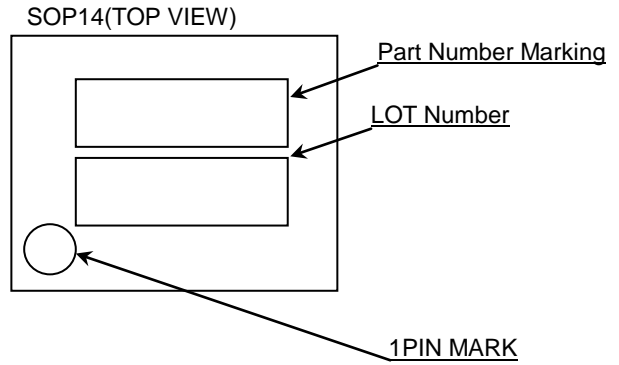 SOP14(TOP VIEW)
Part Number Marking
LOT Number
1PIN MARK